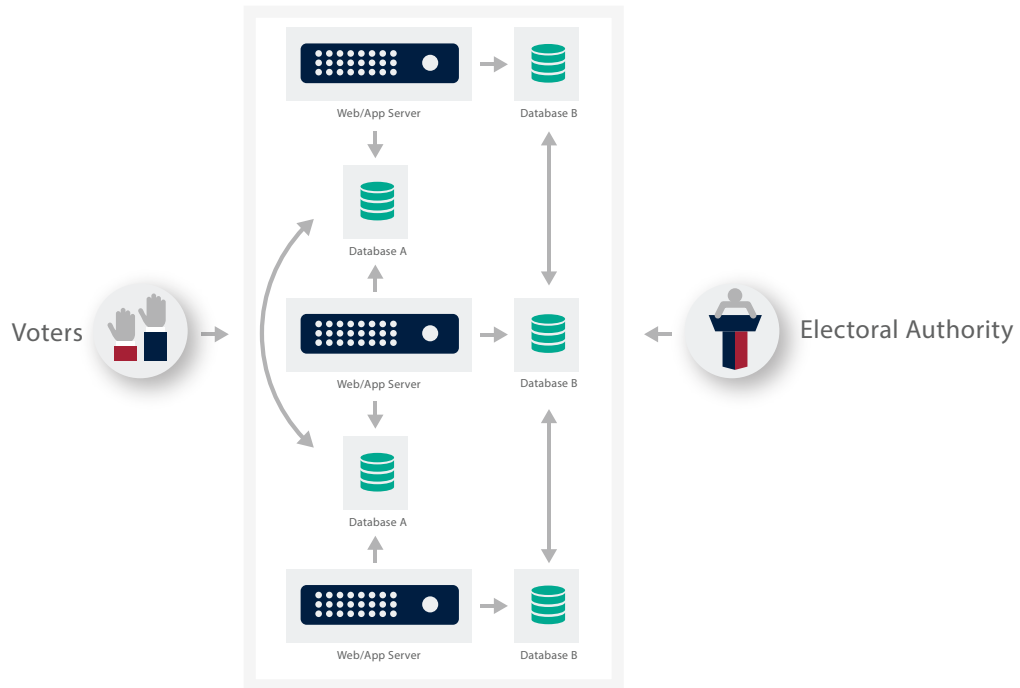 Web/App Server
Database B
Database A
Voters
Electoral Authority
Web/App Server
Database B
Database A
Web/App Server
Database B